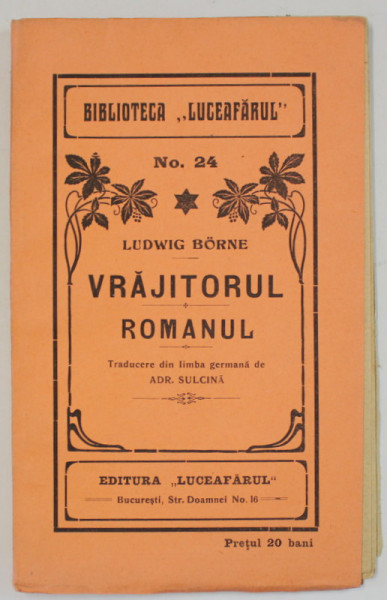 BIBLIOTECA „LUCEAFĂRUL"
No. 24
LUDWIG BÖRNE
VRĂJITORUL
ROMANUL
Traducere din limba germană de
ADR. SULCINĂ
EDITURA „LUCEAFĂRUL"
București, Str. Doamnei No. 16
Prețul 20 bani